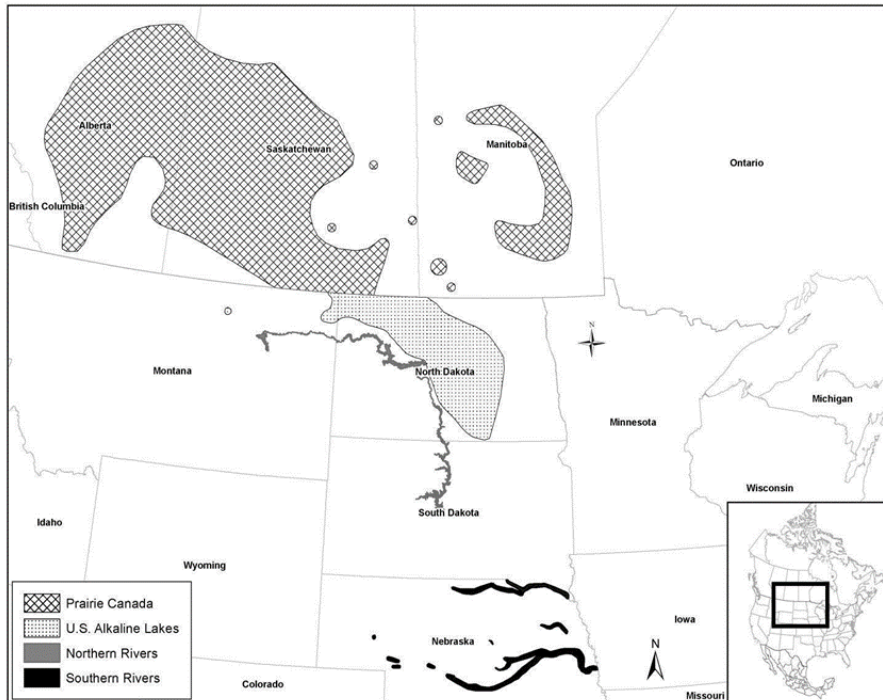 Alberta
Saskatchewan
Manitoba
Ontario
British Columbia
N
Montana
North Dakota
Michigan
Minnesota
Wisconsin
Idaho
South Dakota
Wyoming
Prairie Canada
U.S. Alkaline Lakes
Northern Rivers
Southern Rivers
Nebraska
Iowa
N
Colorado
Missouri